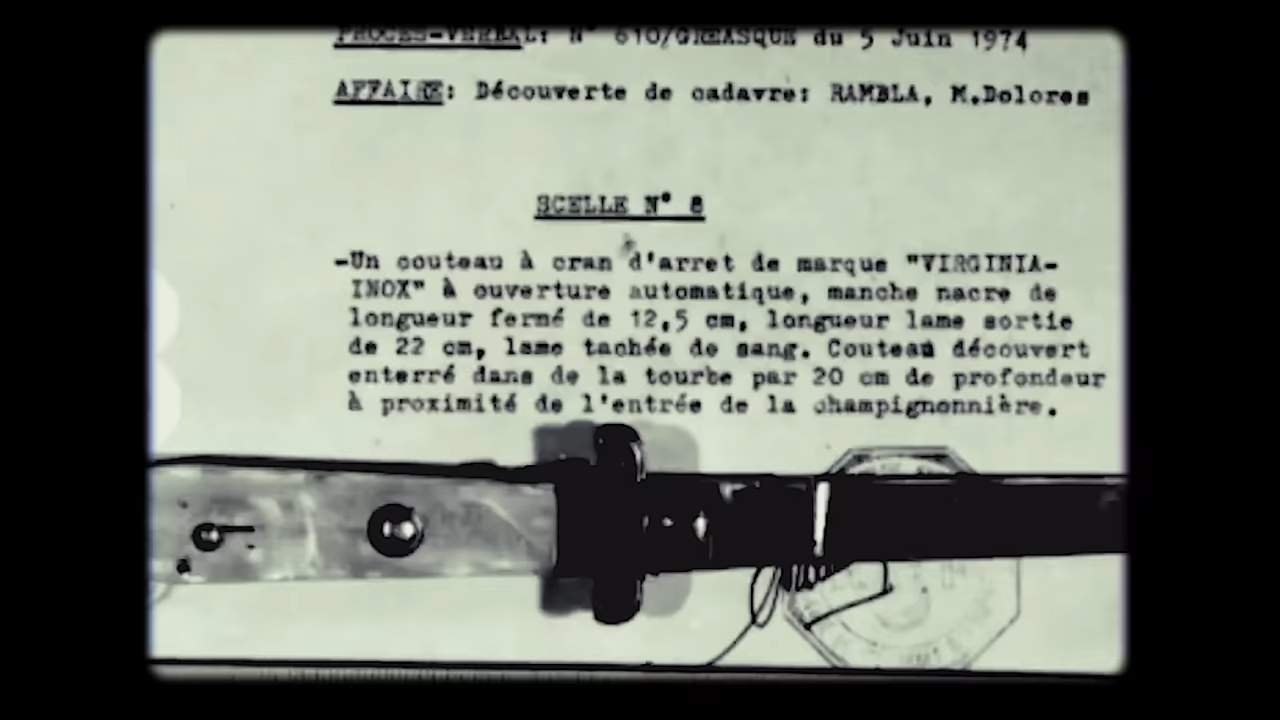 PROCES-VERBAL: N° 610/GREASQUE du 5 Juin 1974
AFFAIRE: Découverte de cadavre: RAMBLA, M.Dolores
SCELLE N° 8
-Un couteau à cran d'arret de marque "VIRGINIA-
INOX" à ouverture automatique, manche nacre de
longueur fermé de 12,5 cm, longueur lame sortie
de 22 cm, lame tachée de sang. Couteau découvert
enterré dans de la tourbe par 20 cm de profondeur
à proximité de l'entrée de la champignonnière.